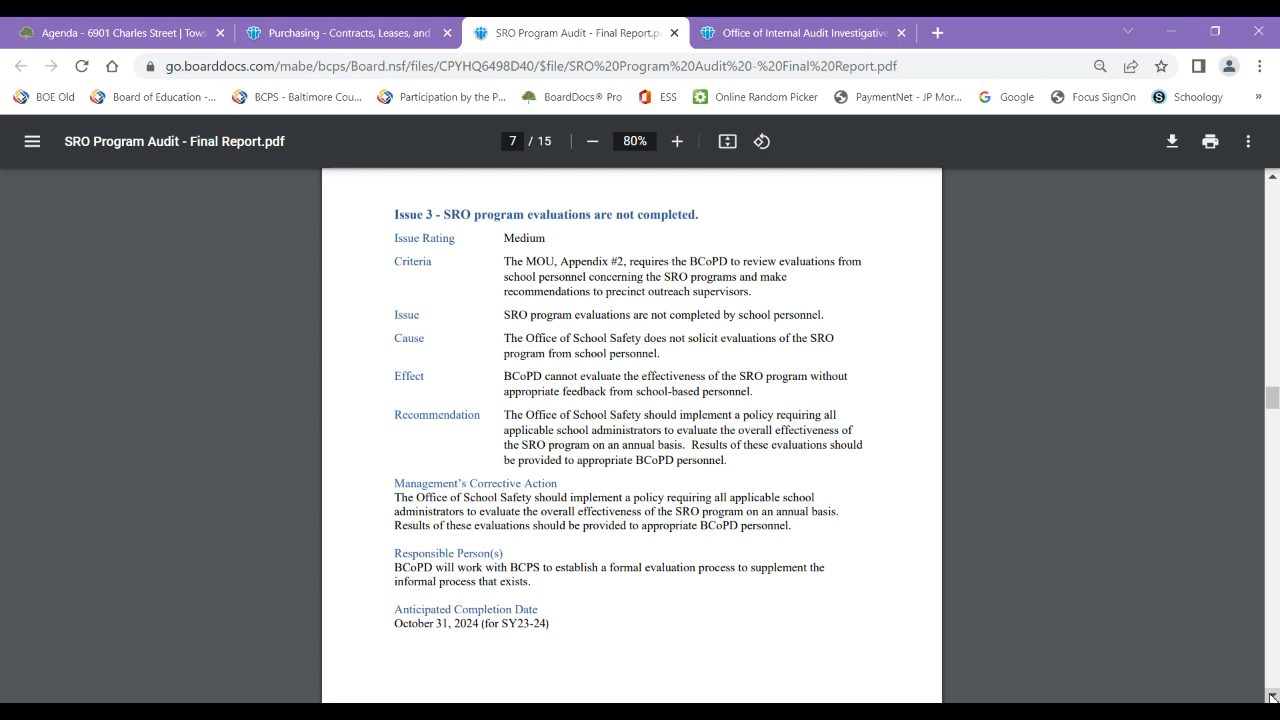 Agenda - 6901 Charles Street | Tows
Purchasing - Contracts, Leases, and
SRO Program Audit - Final Report.p
Office of Internal Audit Investigative
go.boarddocs.com/mabe/bcps/Board.nsf/files/CPYHQ6498D40/$file/SRO%20Program%20Audit%20-%20Final%20Report.pdf
BOE Old
Board of Education -...
BCPS - Baltimore Cou...
Participation by the P...
BoardDocs® Pro
ESS
Online Random Picker
PaymentNet - JP Mor...
Google
Focus SignOn
Schoology
SRO Program Audit - Final Report.pdf
7 / 15
80%
Issue 3 - SRO program evaluations are not completed.
Issue Rating Medium
Criteria The MOU, Appendix #2, requires the BCoPD to review evaluations from
school personnel concerning the SRO programs and make
recommendations to precinct outreach supervisors.
Issue SRO program evaluations are not completed by school personnel.
Cause The Office of School Safety does not solicit evaluations of the SRO
program from school personnel.
Effect BCoPD cannot evaluate the effectiveness of the SRO program without
appropriate feedback from school-based personnel.
Recommendation The Office of School Safety should implement a policy requiring all
applicable school administrators to evaluate the overall effectiveness of
the SRO program on an annual basis. Results of these evaluations should
be provided to appropriate BCoPD personnel.
Management's Corrective Action
The Office of School Safety should implement a policy requiring all applicable school
administrators to evaluate the overall effectiveness of the SRO program on an annual basis.
Results of these evaluations should be provided to appropriate BCoPD personnel.
Responsible Person(s)
BCoPD will work with BCPS to establish a formal evaluation process to supplement the
informal process that exists.
Anticipated Completion Date
October 31, 2024 (for SY23-24)